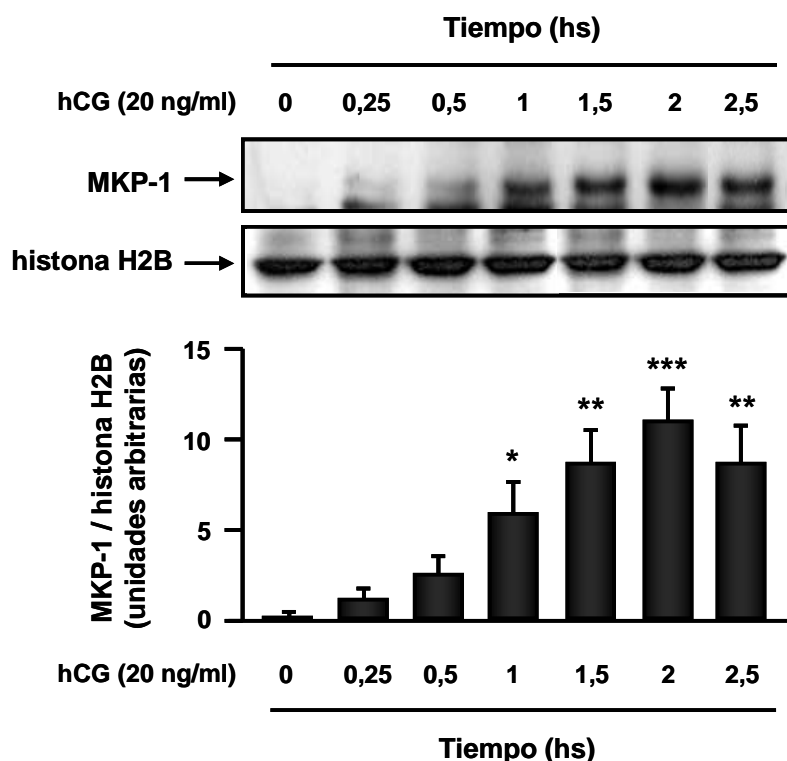 Tiempo (hs)
hCG (20 ng/ml) 0 0,25 0,5 1 1,5 2 2,5
MKP-1
histona H2B
MKP-1 / histona H2B
(unidades arbitrarias)
15
10
5
0
*
**
***
**
hCG (20 ng/ml) 0 0,25 0,5 1 1,5 2 2,5
Tiempo (hs)